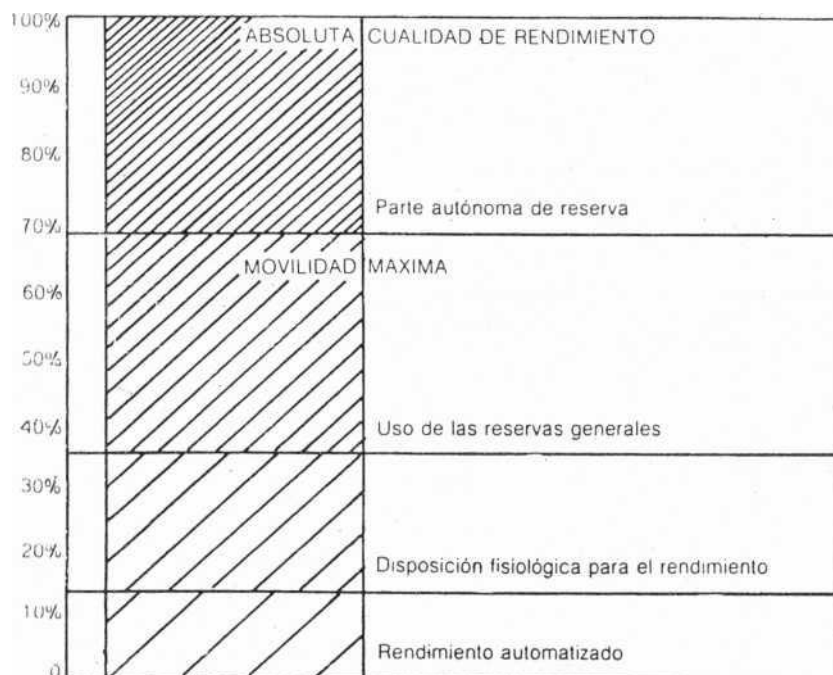 100%
ABSOLUTA CUALIDAD DE RENDIMIENTO
90%
80%
Parte autónoma de reserva
70%
MOVILIDAD MAXIMA
60%
50%
Uso de las reservas generales
40%
30%
20%
Disposición fisiológica para el rendimiento
10%
Rendimiento automatizado
0